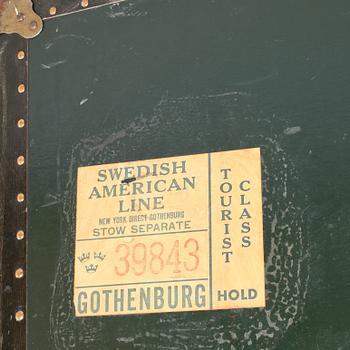 SWEDISH
AMERICAN
LINE
NEW YORK DIRECT GOTHENBURG
STOW SEPARATE
39843
GOTHENBURG
TOURIST
CLASS
HOLD